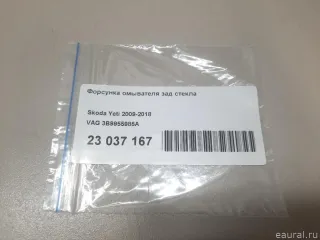 Форсунка омывателя зад стекла
Skoda Yeti 2009-2018
VAG 3B9955985A
23 037 167
eaural.ru